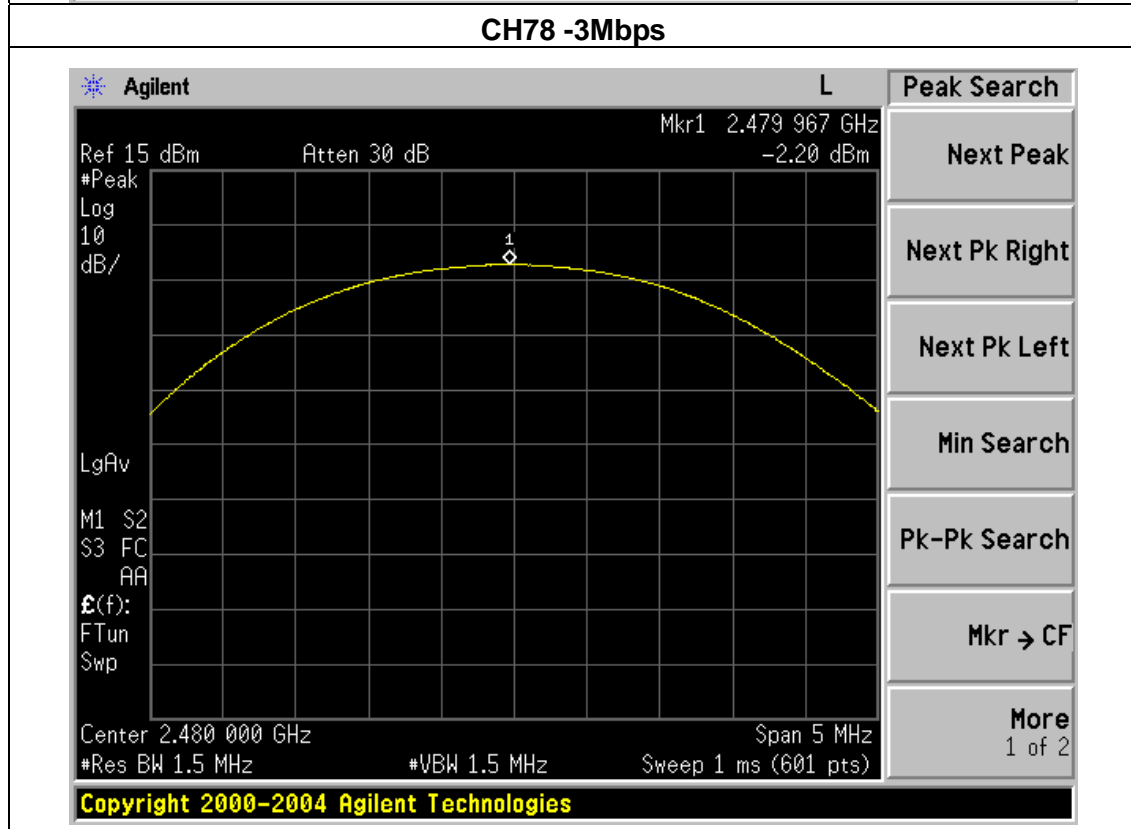 CH78 -3Mbps
Agilent L Peak Search
Mkr1 2.479 967 GHz
Ref 15 dBm Atten 30 dB -2.20 dBm
#Peak
Log
10
dB/
1
LgAv
M1 S2
S3 FC
AA
£(f):
FTun
Swp
Center 2.480 000 GHz Span 5 MHz
#Res BW 1.5 MHz #VBW 1.5 MHz Sweep 1 ms (601 pts)
Copyright 2000-2004 Agilent Technologies
Next Peak
Next Pk Right
Next Pk Left
Min Search
Pk-Pk Search
Mkr → CF
More
1 of 2